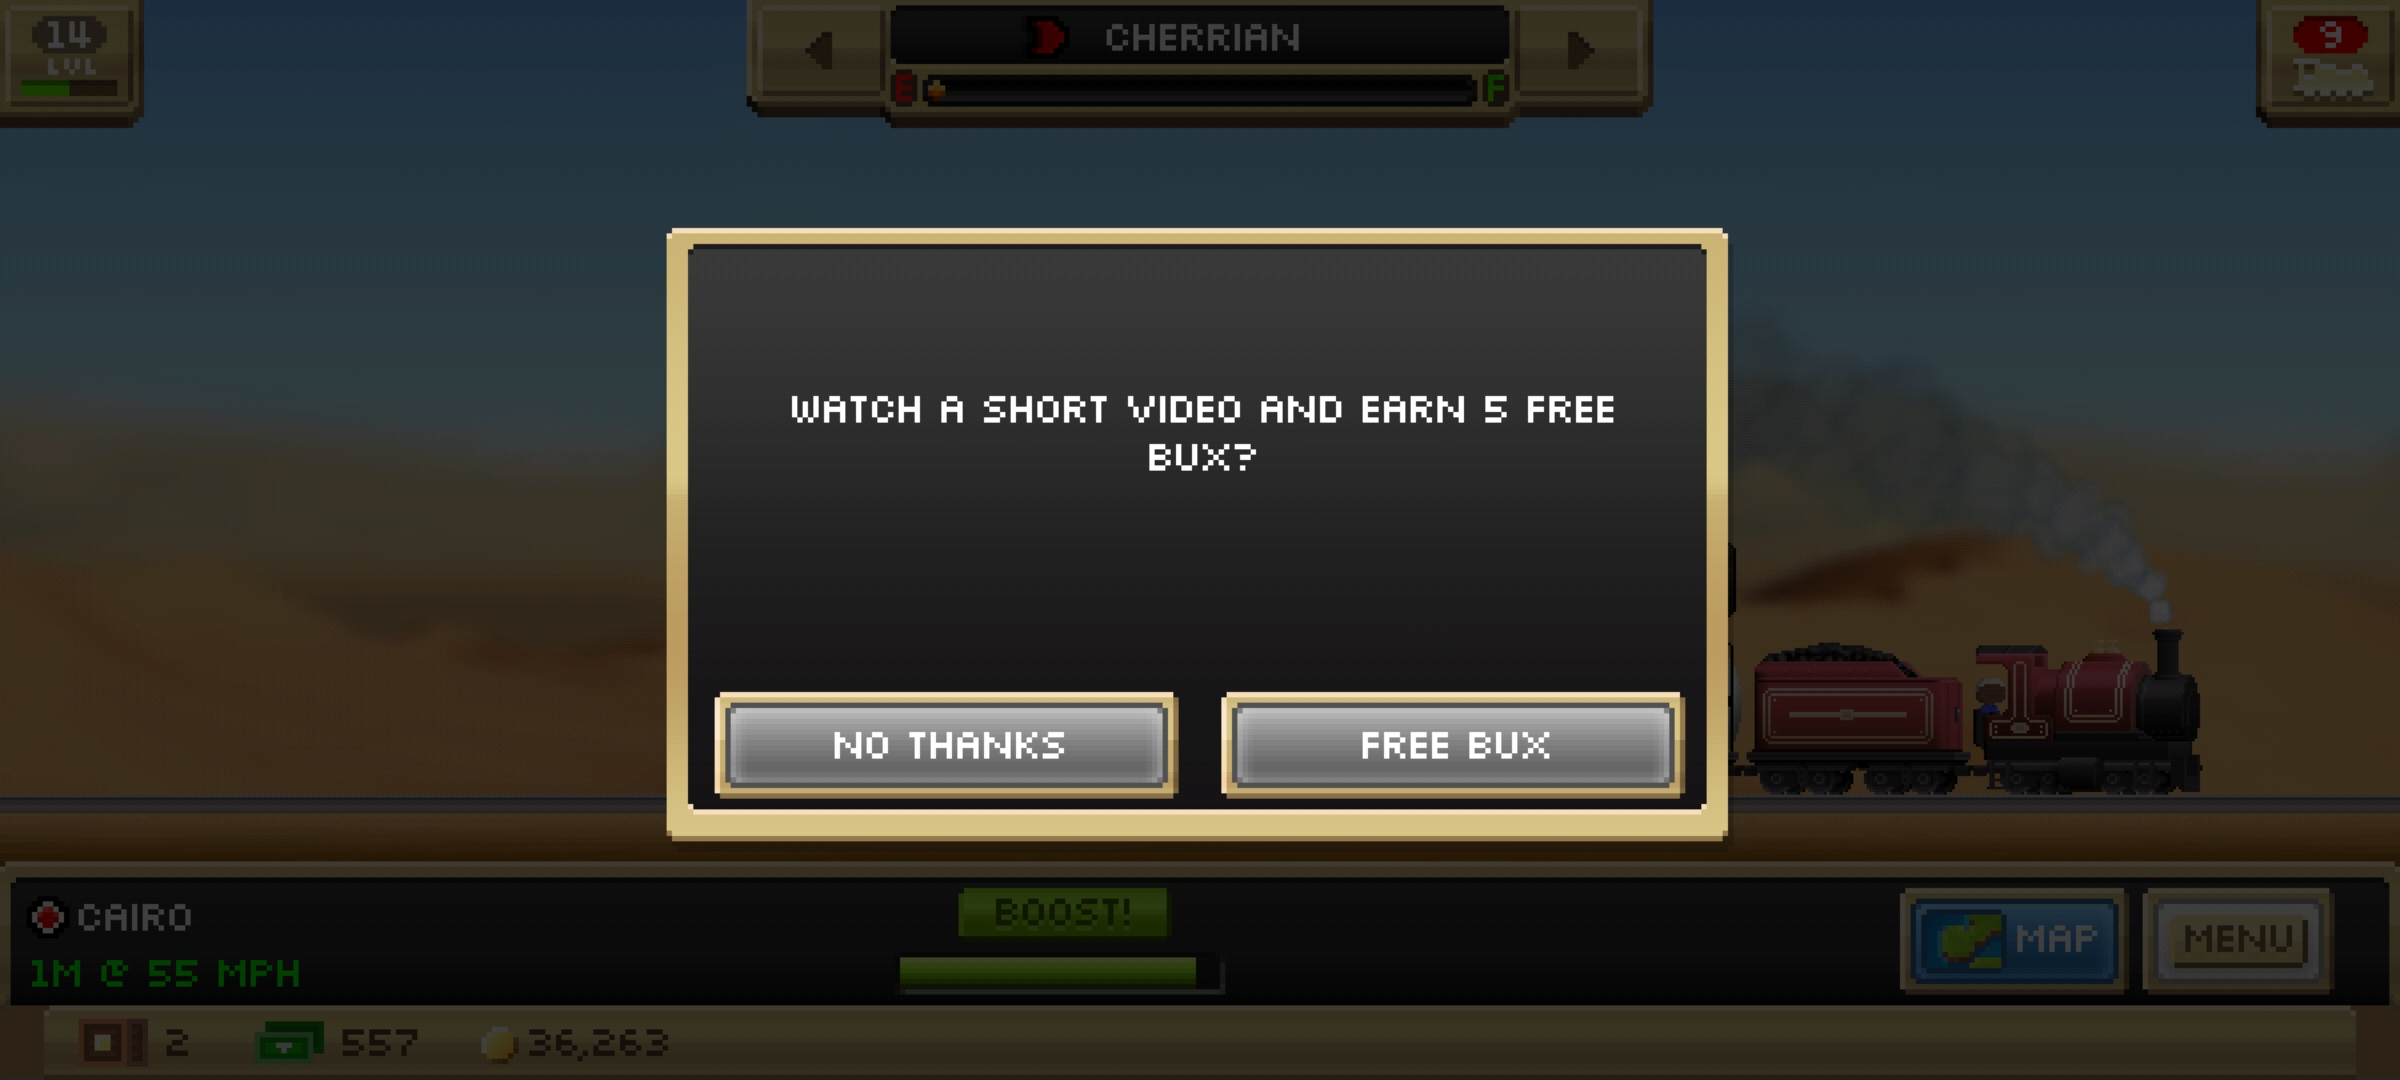 14
LVL
CHERRIAN
E F
9
WATCH A SHORT VIDEO AND EARN 5 FREE
BUX?
NO THANKS
FREE BUX
CAIRO
1M @ 55 MPH
BOOST!
MAP
MENU
2
557
36,263